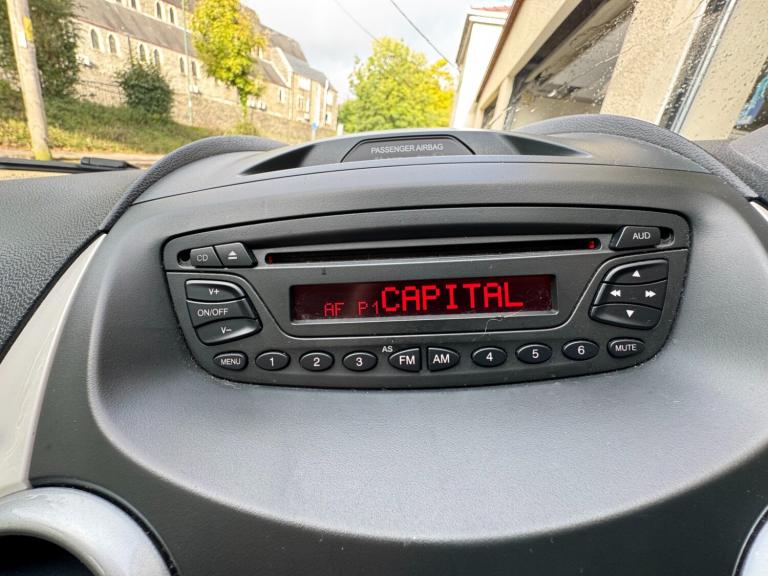 PASSENGER AIRBAG
CD
AUD
V+
ON/OFF
V-
AF P1 CAPITAL
MENU
1
2
3
AS
FM
AM
4
5
6
MUTE